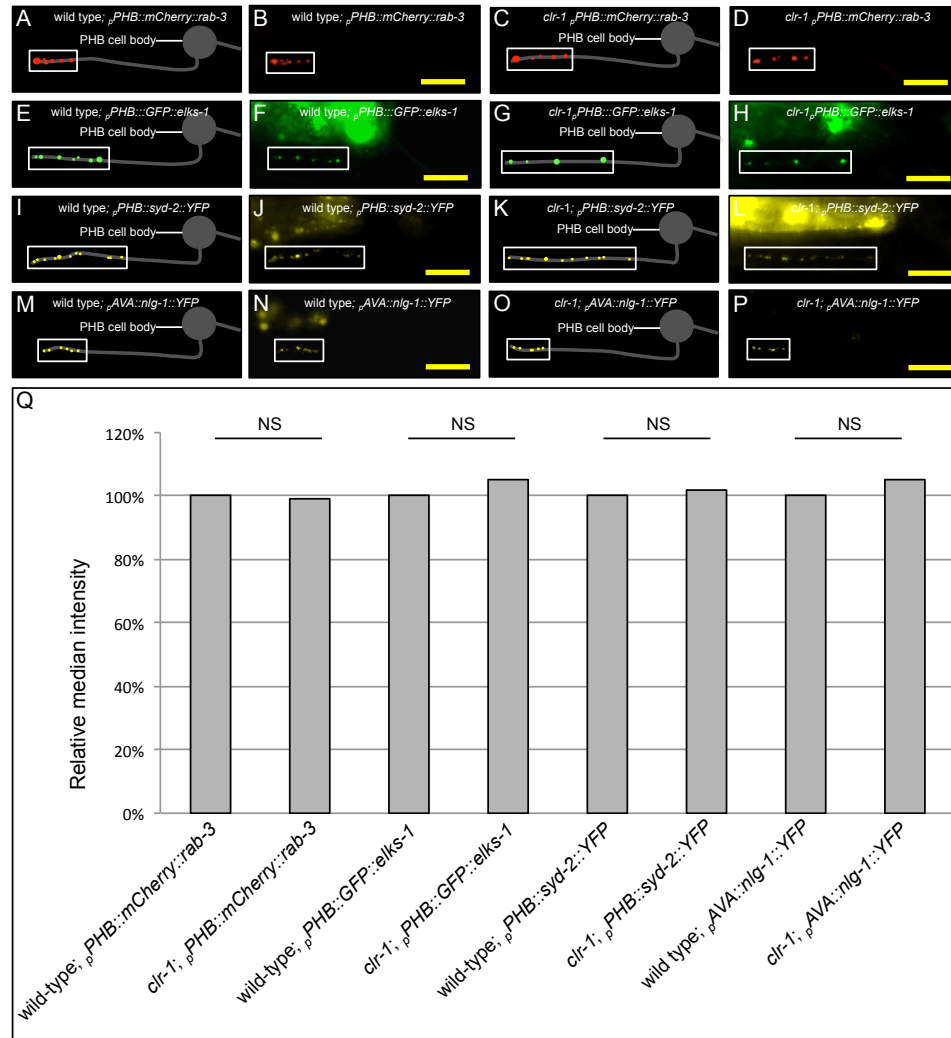 A wild type; pPHB::mCherry::rab-3
PHB cell body
B wild type; pPHB::mCherry::rab-3
C clr-1 pPHB::mCherry::rab-3
PHB cell body
D clr-1 pPHB::mCherry::rab-3
E wild type; pPHB:::GFP::elks-1
PHB cell body
F wild type; pPHB:::GFP::elks-1
G clr-1pPHB:::GFP::elks-1
PHB cell body
H clr-1pPHB:::GFP::elks-1
I wild type; pPHB::syd-2::YFP
PHB cell body
J wild type; pPHB::syd-2::YFP
K clr-1; pPHB::syd-2::YFP
PHB cell body
L clr-1; pPHB::syd-2::YFP
M wild type; pAVA::nlg-1::YFP
PHB cell body
N wild type; pAVA::nlg-1::YFP
O clr-1; pAVA::nlg-1::YFP
PHB cell body
P clr-1; pAVA::nlg-1::YFP
Q
NS NS NS NS
120%
100%
80%
60%
40%
20%
0%
Relative median intensity
wild-type; pPHB::mCherry::rab-3
clr-1; pPHB::mCherry::rab-3
wild-type; pPHB::GFP::elks-1
clr-1; pPHB::GFP::elks-1
wild-type; pPHB::syd-2::YFP
clr-1; pPHB::syd-2::YFP
wild type; pAVA::nlg-1::YFP
clr-1; pAVA::nlg-1::YFP